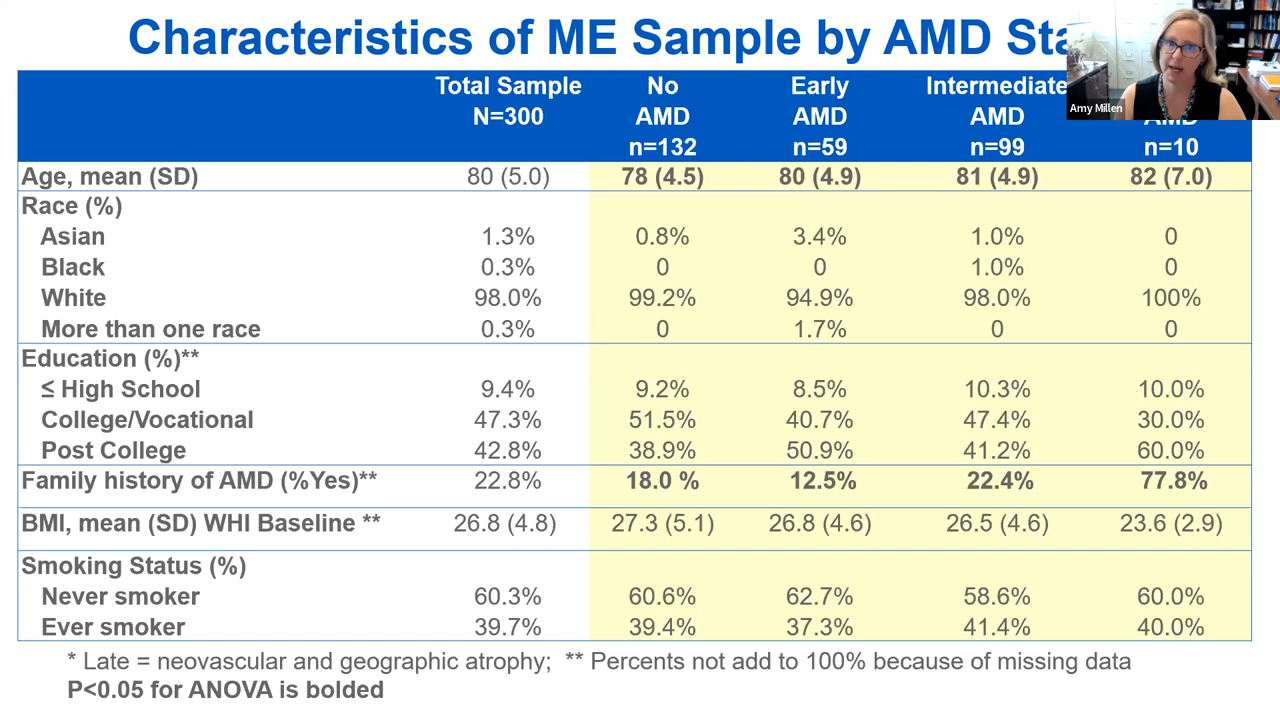 Characteristics of ME Sample by AMD Sta
Amy Millen
Total Sample N=300 No AMD n=132 Early AMD n=59 Intermediate AMD n=99 AMD n=10
Age, mean (SD) 80 (5.0) 78 (4.5) 80 (4.9) 81 (4.9) 82 (7.0)
Race (%)
Asian 1.3% 0.8% 3.4% 1.0% 0
Black 0.3% 0 0 1.0% 0
White 98.0% 99.2% 94.9% 98.0% 100%
More than one race 0.3% 0 1.7% 0 0
Education (%)**
≤ High School 9.4% 9.2% 8.5% 10.3% 10.0%
College/Vocational 47.3% 51.5% 40.7% 47.4% 30.0%
Post College 42.8% 38.9% 50.9% 41.2% 60.0%
Family history of AMD (%Yes)** 22.8% 18.0 % 12.5% 22.4% 77.8%
BMI, mean (SD) WHI Baseline ** 26.8 (4.8) 27.3 (5.1) 26.8 (4.6) 26.5 (4.6) 23.6 (2.9)
Smoking Status (%)
Never smoker 60.3% 60.6% 62.7% 58.6% 60.0%
Ever smoker 39.7% 39.4% 37.3% 41.4% 40.0%
* Late = neovascular and geographic atrophy; ** Percents not add to 100% because of missing data
P<0.05 for ANOVA is bolded